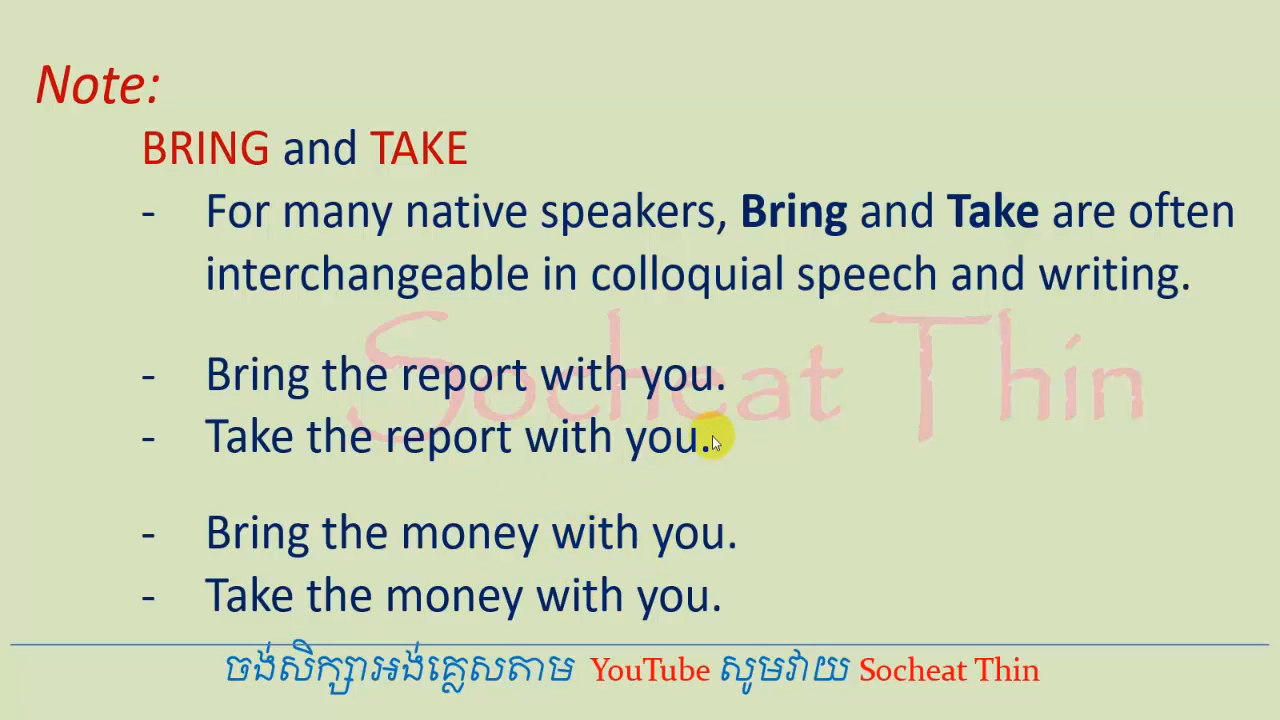 Note:
BRING and TAKE
- For many native speakers, Bring and Take are often
interchangeable in colloquial speech and writing.
Socheat Thin
- Bring the report with you.
- Take the report with you.
- Bring the money with you.
- Take the money with you.
ចង់សិក្សាអង់គ្លេសតាម YouTube សូមវាយ Socheat Thin